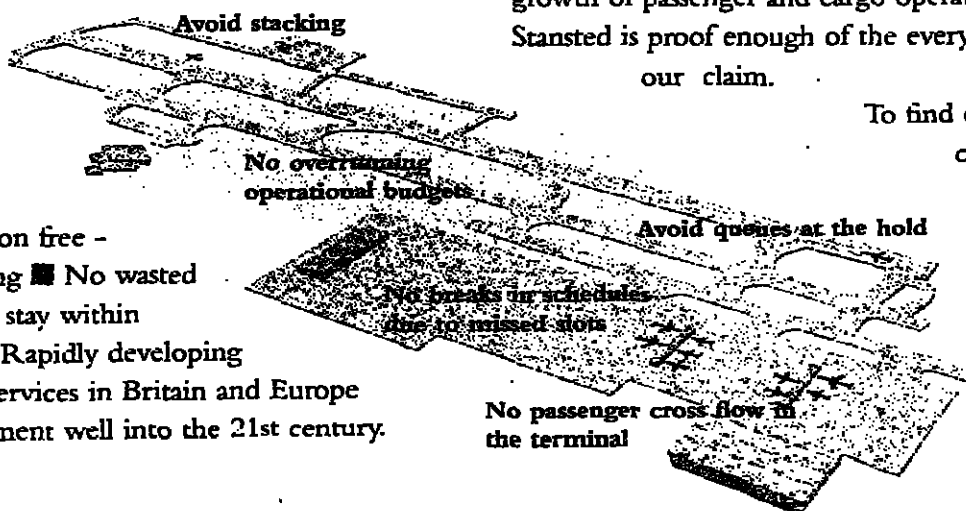 growth of passenger and cargo opera
Stansted is proof enough of the every
our claim.
To find
Avoid stacking
No overrunning
operational budgets
Avoid queues at the hold
No breaks in schedules
due to missed slots
No passenger cross flow in
the terminal
on free -
ng ■ No wasted
stay within
Rapidly developing
ervices in Britain and Europe
ment well into the 21st century.